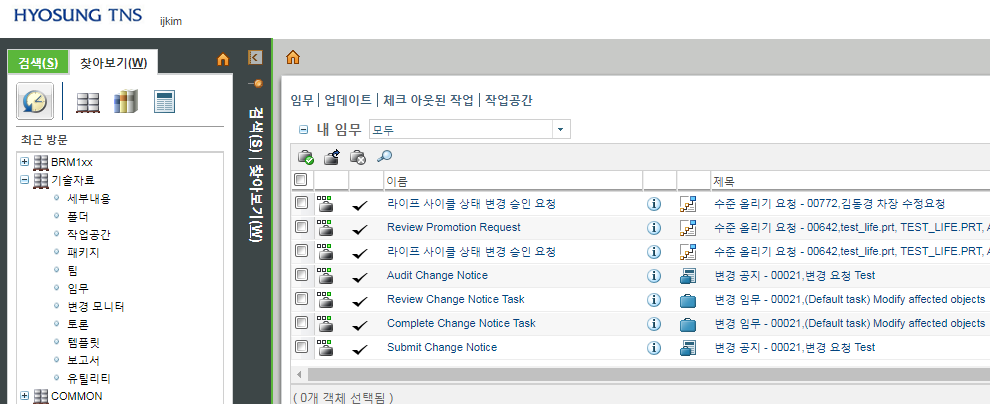 HYOSUNG TNS
ijkim
검색(S) 찾아보기(W)
최근 방문
BRM1xx
기술자료
세부내용
폴더
작업공간
패키지
팀
임무
변경 모니터
토론
템플릿
보고서
유틸리티
COMMON
검색(S) | 찾아보기(W)
임무 | 업데이트 | 체크 아웃된 작업 | 작업공간
내 임무 모두
이름 제목
라이프 사이클 상태 변경 승인 요청 수준 올리기 요청 - 00772,김동경 차장 수정요청
Review Promotion Request 수준 올리기 요청 - 00642,test_life.prt, TEST_LIFE.PRT, A
라이프 사이클 상태 변경 승인 요청 수준 올리기 요청 - 00642,test_life.prt, TEST_LIFE.PRT, A
Audit Change Notice 변경 공지 - 00021,변경 요청 Test
Review Change Notice Task 변경 임무 - 00021,(Default task) Modify affected objects
Complete Change Notice Task 변경 임무 - 00021,(Default task) Modify affected objects
Submit Change Notice 변경 공지 - 00021,변경 요청 Test
( 0개 객체 선택됨 )